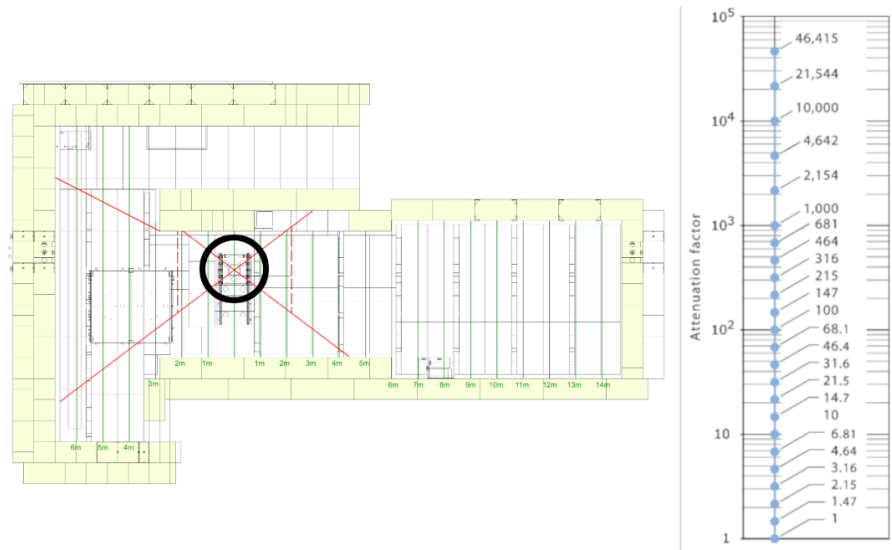 2m
1m
1m
2m
3m
4m
5m
3m
6m
7m
8m
9m
10m
11m
12m
13m
14m
6m
5m
4m
Attenuation factor
10⁵
10⁴
10³
10²
10
1
46,415
21,544
10,000
4,642
2,154
1,000
681
464
316
215
147
100
68.1
46.4
31.6
21.5
14.7
10
6.81
4.64
3.16
2.15
1.47
1